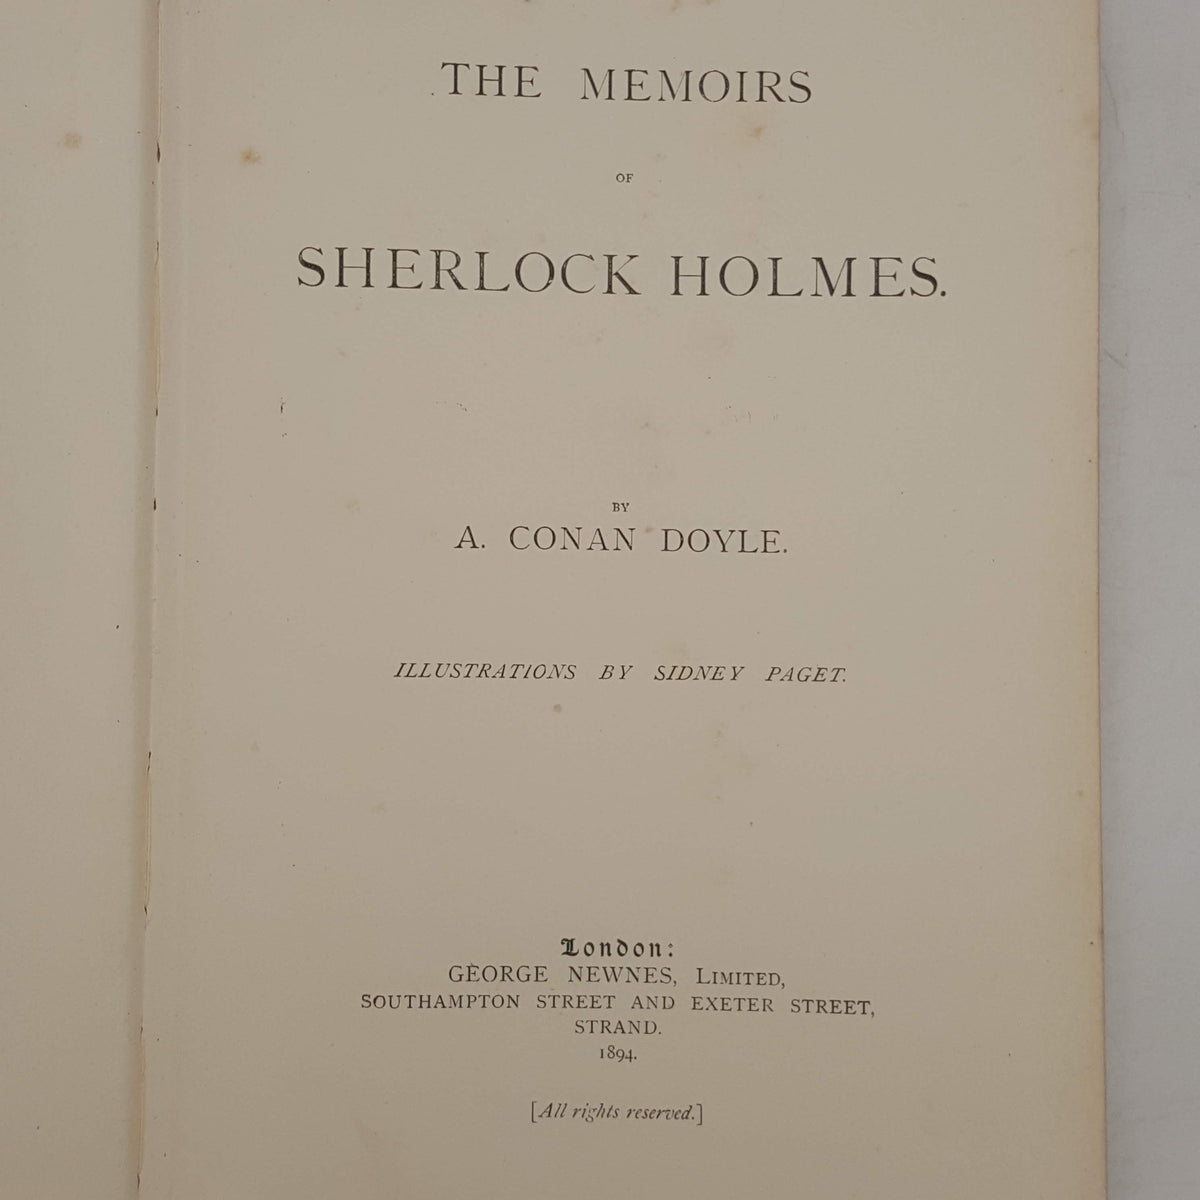 THE MEMOIRS
OF
SHERLOCK HOLMES.
BY
A. CONAN DOYLE.
ILLUSTRATIONS BY SIDNEY PAGET.
London:
GEORGE NEWNES, LIMITED,
SOUTHAMPTON STREET AND EXETER STREET,
STRAND.
1894.
[All rights reserved.]